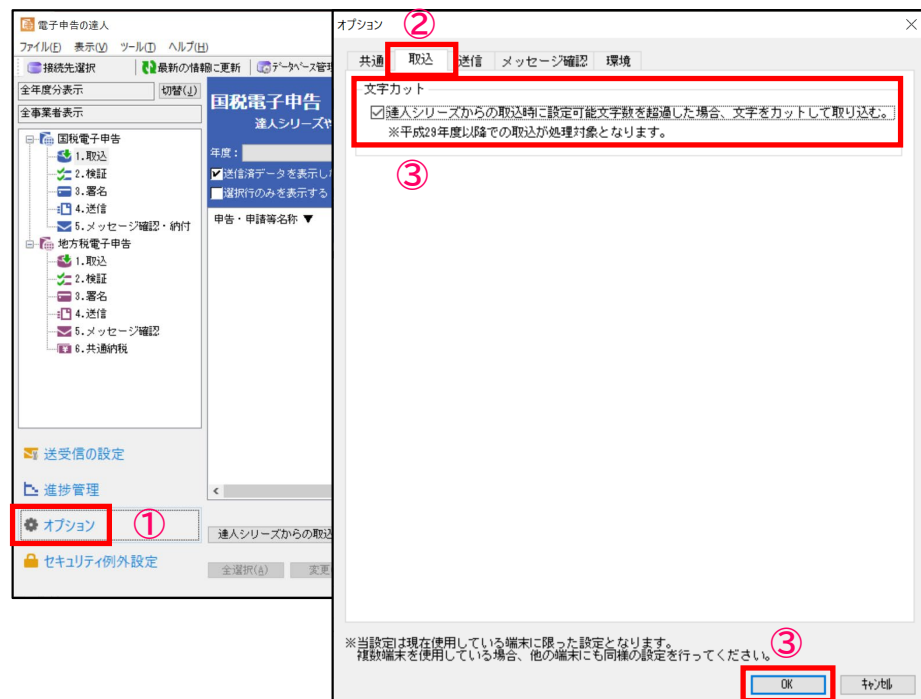 電子申告の達人
ファイル(F) 表示(V) ツール(T) ヘルプ(H)
接続先選択 最新の情報に更新 データベース管理
全年度分表示 切替(J)
全事業者表示
国税電子申告
1.取込
2.検証
3.署名
4.送信
5.メッセージ確認・納付
地方税電子申告
1.取込
2.検証
3.署名
4.送信
5.メッセージ確認
6.共通納税
送受信の設定
進捗管理
オプション
①
セキュリティ例外設定
国税電子申告
達人シリーズや
年度:
送信済データを表示し
選択行のみを表示する
申告・申請等名称 ▼
<
達人シリーズからの取込
全選択(A) 変更
オプション
②
×
共通 取込 送信 メッセージ確認 環境
文字カット
達人シリーズからの取込時に設定可能文字数を超過した場合、文字をカットして取り込む。
※平成29年度以降での取込が処理対象となります。
③
※当設定は現在使用している端末に限った設定となります。
複数端末を使用している場合、他の端末にも同様の設定を行ってください。
③
OK キャンセル